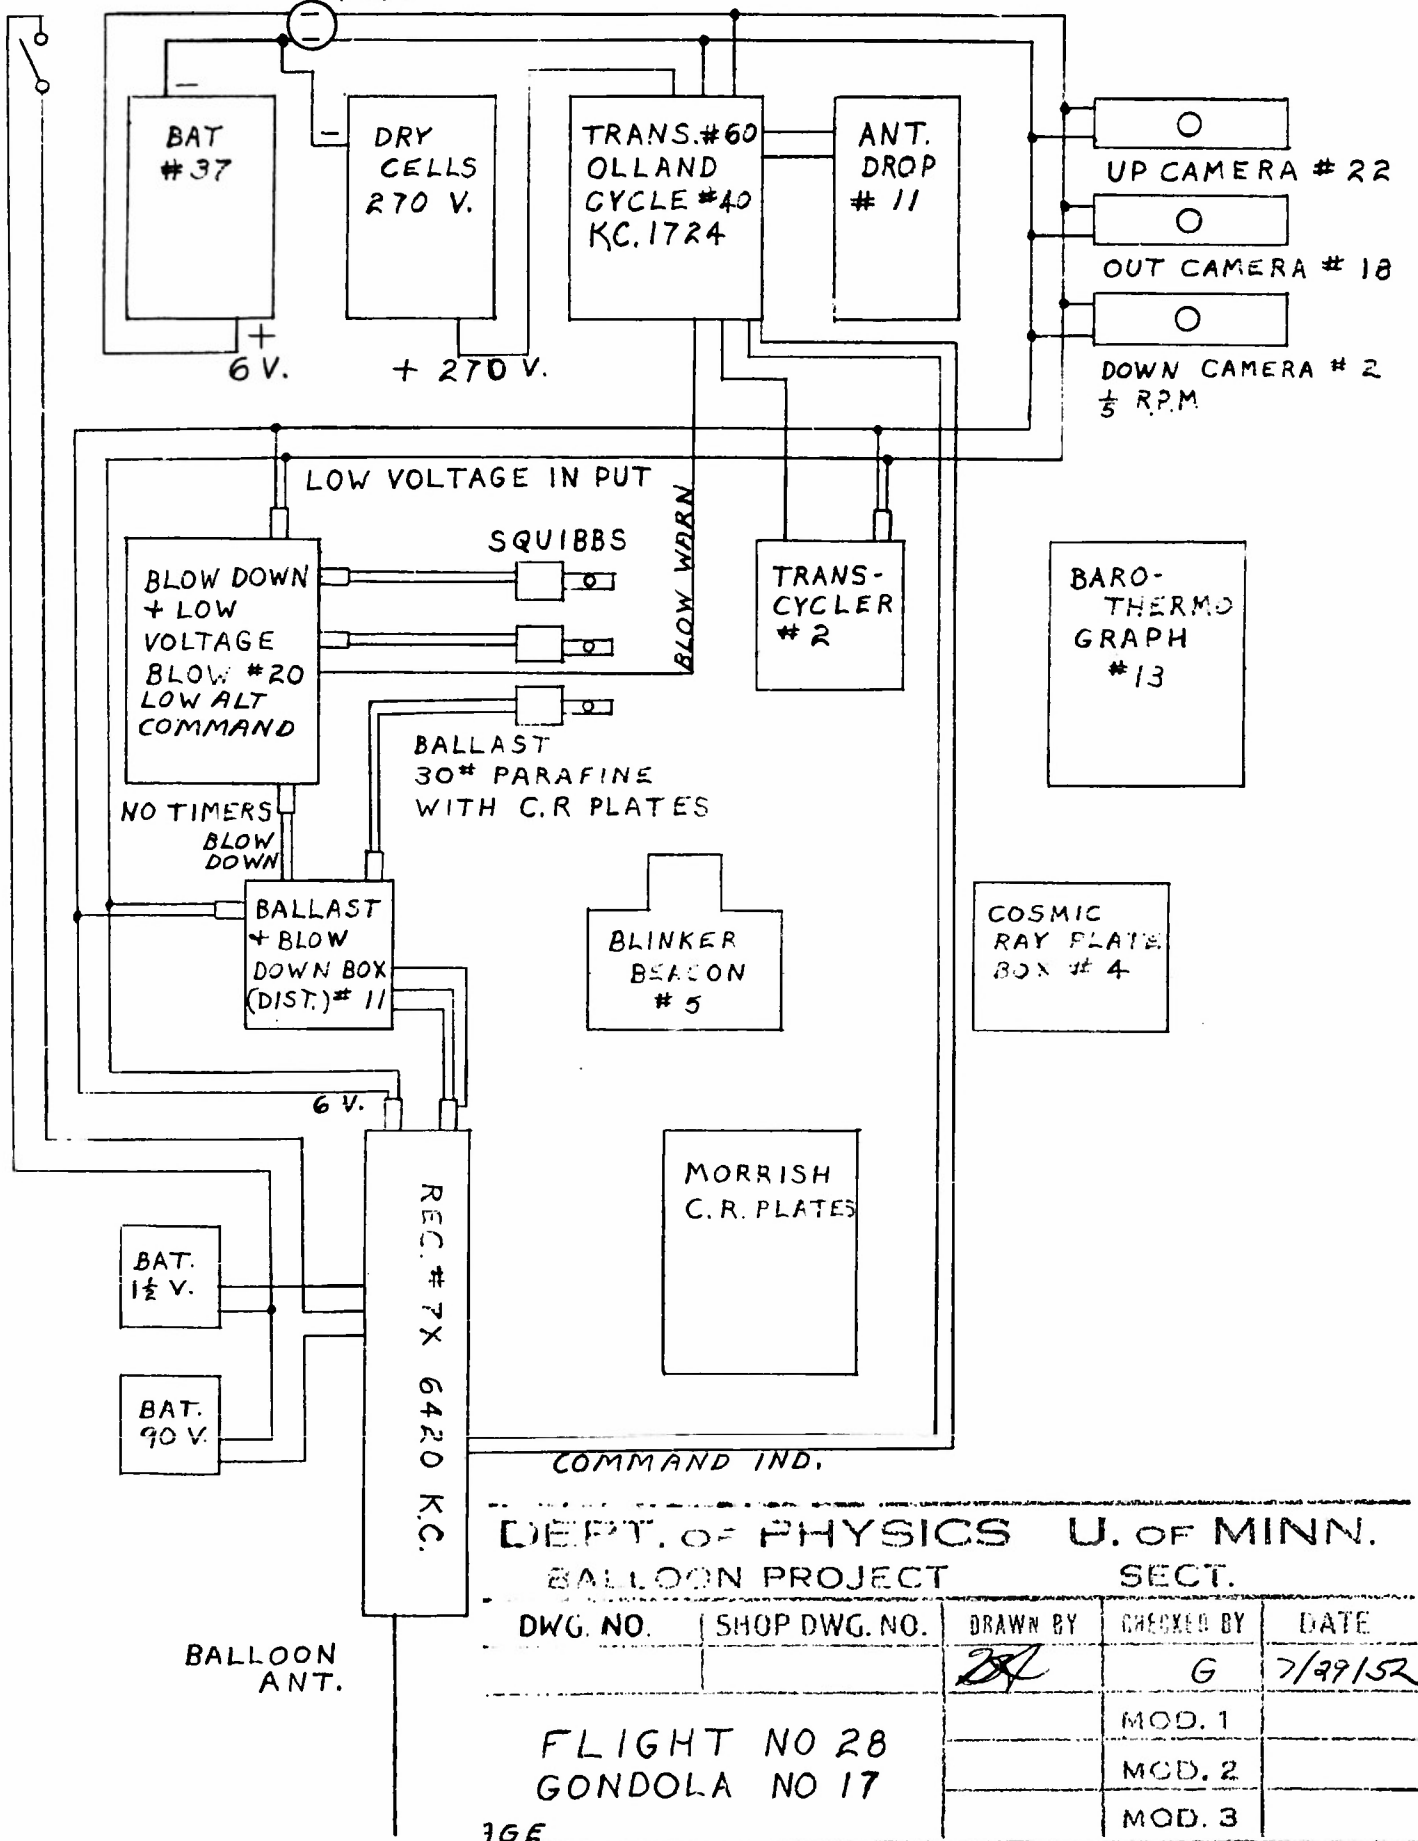 BAT
#37
6 V.
DRY
CELLS
270 V.
+ 270 V.
TRANS.#60
OLLAND
CYCLE #40
KC.1724
ANT.
DROP
# 11
UP CAMERA # 22
OUT CAMERA # 18
DOWN CAMERA # 2
1/5 R.P.M
LOW VOLTAGE IN PUT
BLOW DOWN
+ LOW
VOLTAGE
BLOW #20
LOW ALT
COMMAND
SQUIBBS
BLOW WARN
TRANS-
CYCLER
# 2
BARO-
THERMO
GRAPH
#13
BALLAST
30# PARAFINE
WITH C.R PLATES
NO TIMERS
BLOW
DOWN
BALLAST
+ BLOW
DOWN BOX
(DIST.)# 11
BLINKER
BEACON
# 5
COSMIC
RAY PLATE
BOX # 4
6 V.
REC.# 7X 6420 K.C.
MORRISH
C.R. PLATES
BAT.
1½ V.
BAT.
90 V.
COMMAND IND.
BALLOON
ANT.
DEPT. OF PHYSICS U. OF MINN.
BALLOON PROJECT SECT.
DWG. NO. SHOP DWG. NO. DRAWN BY CHECKED BY DATE
G 7/29/52
MOD. 1
MOD. 2
MOD. 3
FLIGHT NO 28
GONDOLA NO 17